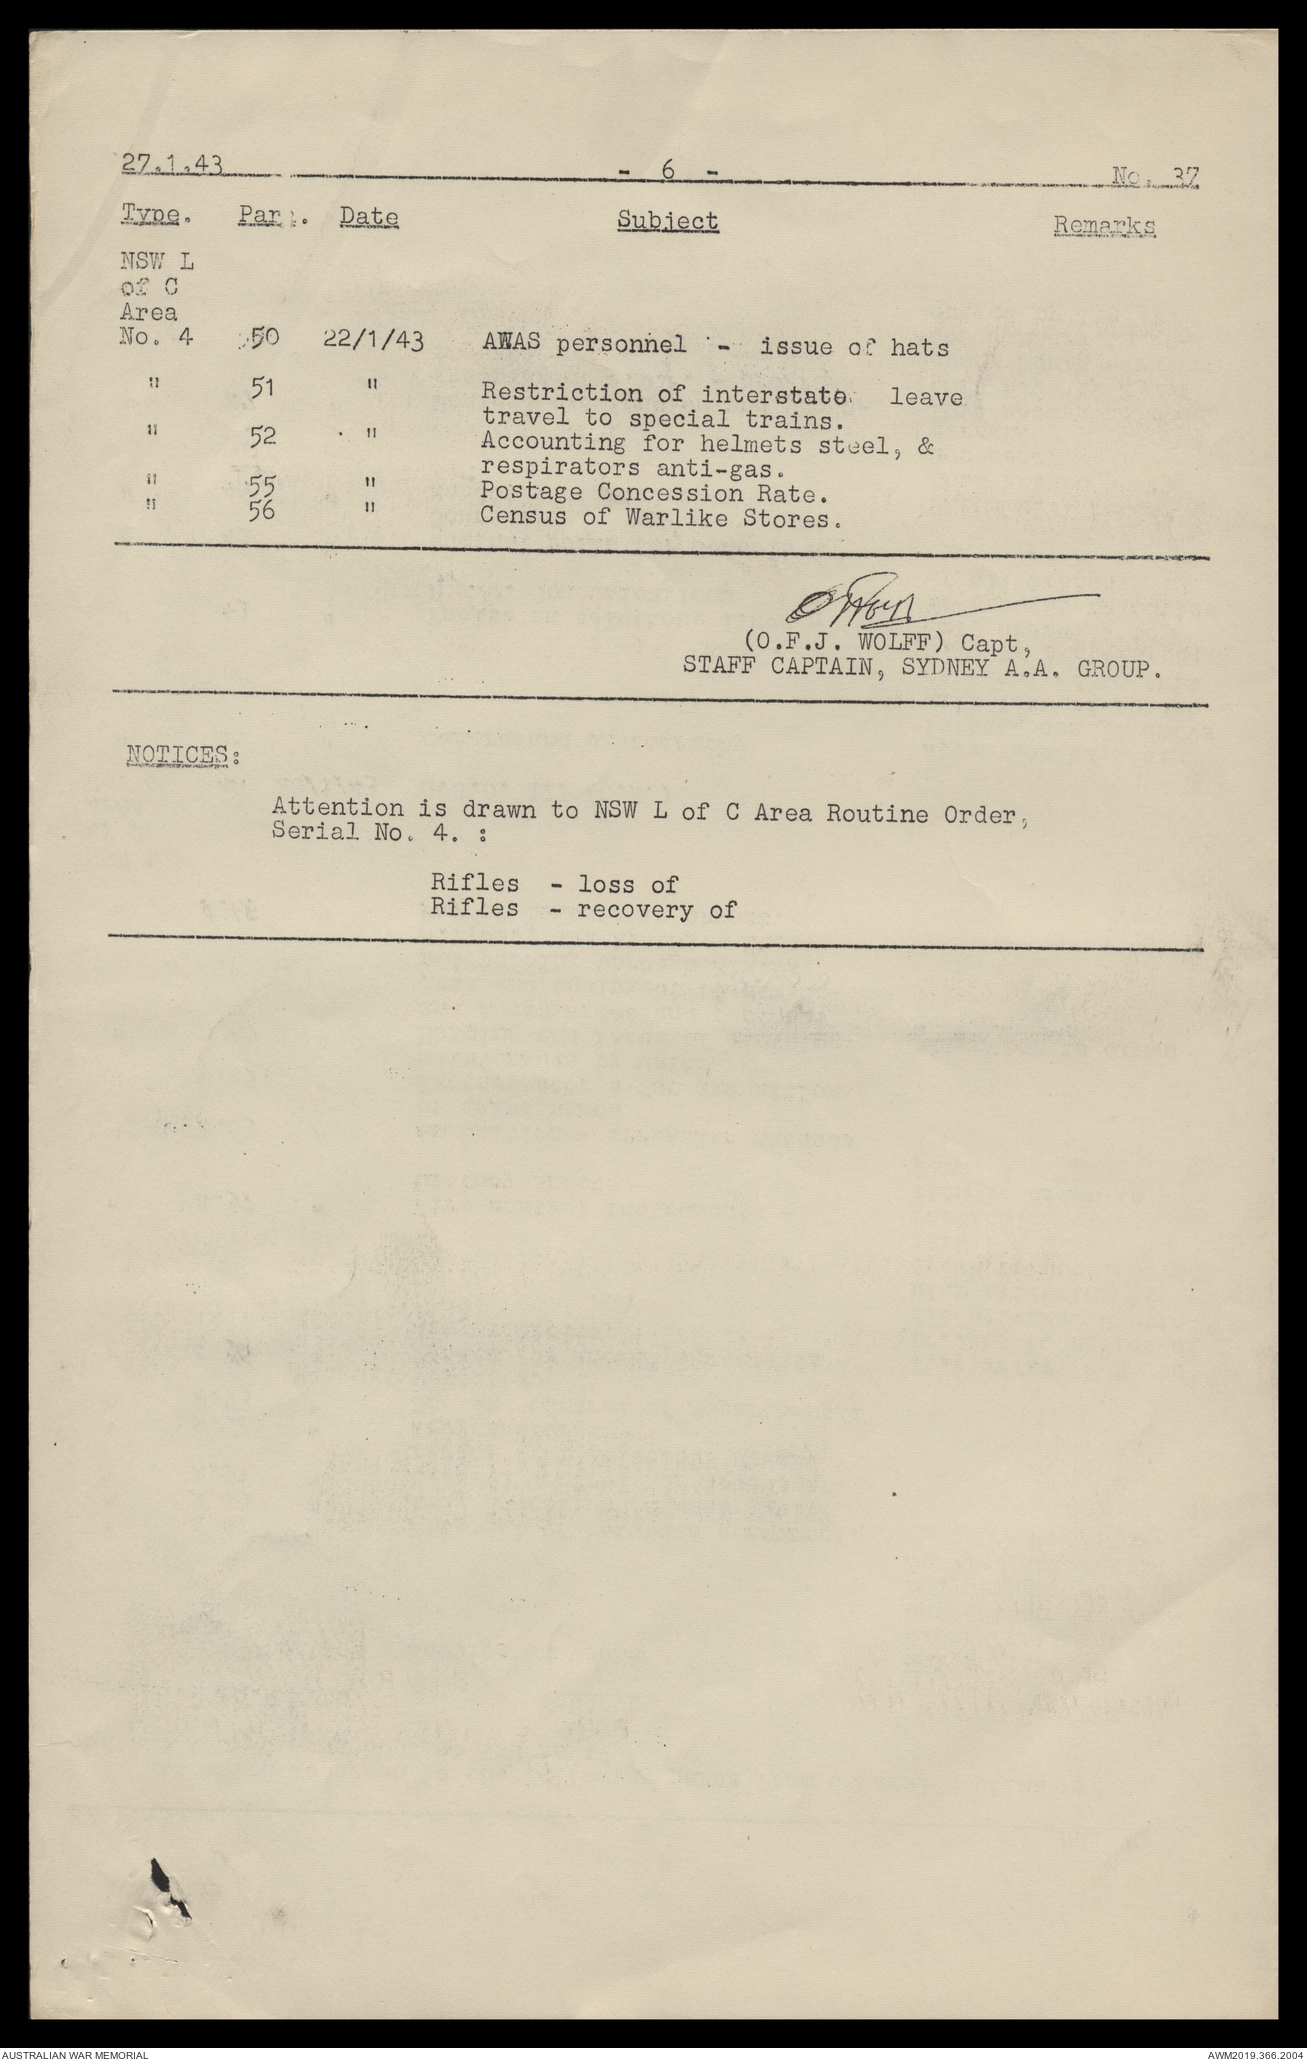 27.1.43 - 6 - No. 37
Type. Para. Date Subject Remarks
NSW L
of C
Area
No. 4 50 22/1/43 AWAS personnel - issue of hats
" 51 " Restriction of interstate leave
travel to special trains.
" 52 " Accounting for helmets steel, &
respirators anti-gas.
" 55 " Postage Concession Rate.
" 56 " Census of Warlike Stores.
(O.F.J. WOLFF) Capt,
STAFF CAPTAIN, SYDNEY A.A. GROUP.
NOTICES:
Attention is drawn to NSW L of C Area Routine Order,
Serial No. 4. :
Rifles - loss of
Rifles - recovery of
AUSTRALIAN WAR MEMORIAL AWM2019.366.2004